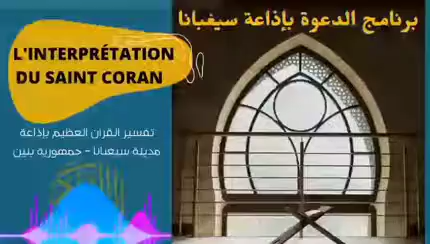 برنامج الدعوة بإذاعة سيغبانا
L'INTERPRÉTATION
DU SAINT CORAN
تفسير القرآن العظيم بإذاعة
مدينة سيغبانا - جمهورية بنين